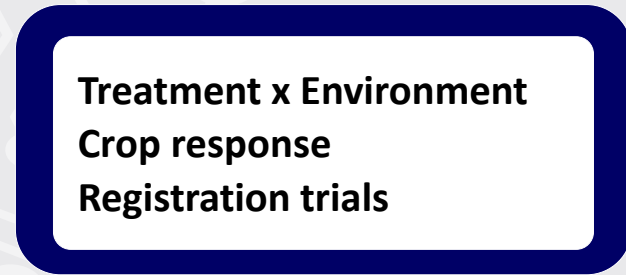 Treatment x Environment
Crop response
Registration trials